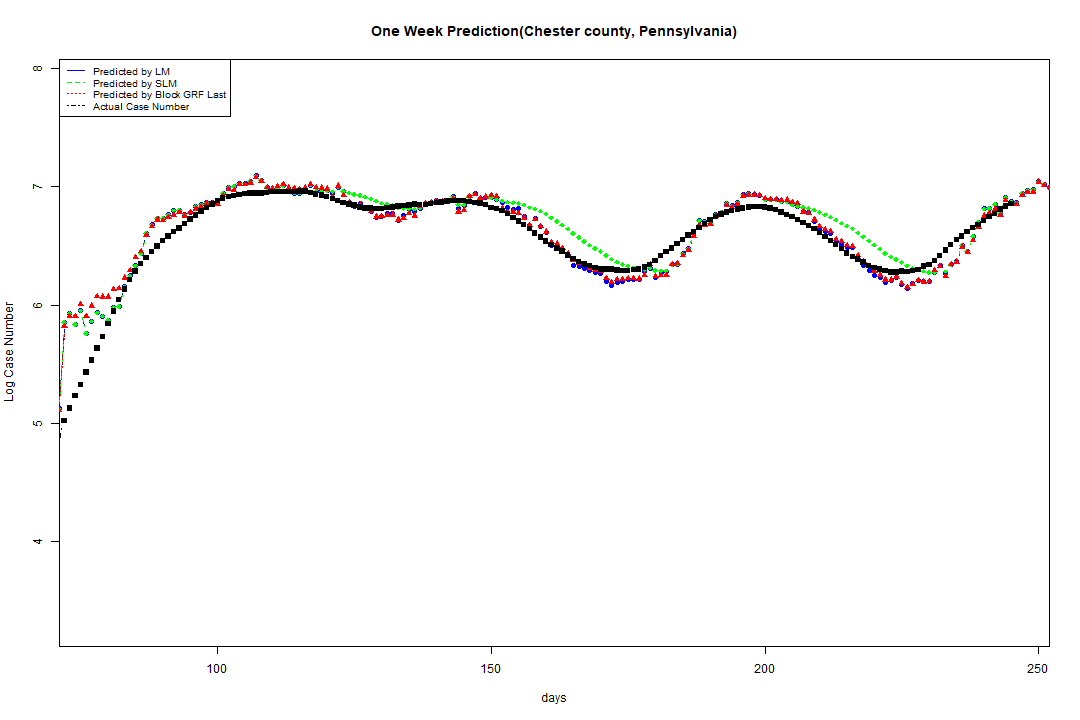 One Week Prediction(Chester county, Pennsylvania)
Predicted by LM
Predicted by SLM
Predicted by Block GRF Last
Actual Case Number
8
7
6
5
4
Log Case Number
100 150 200 250
days